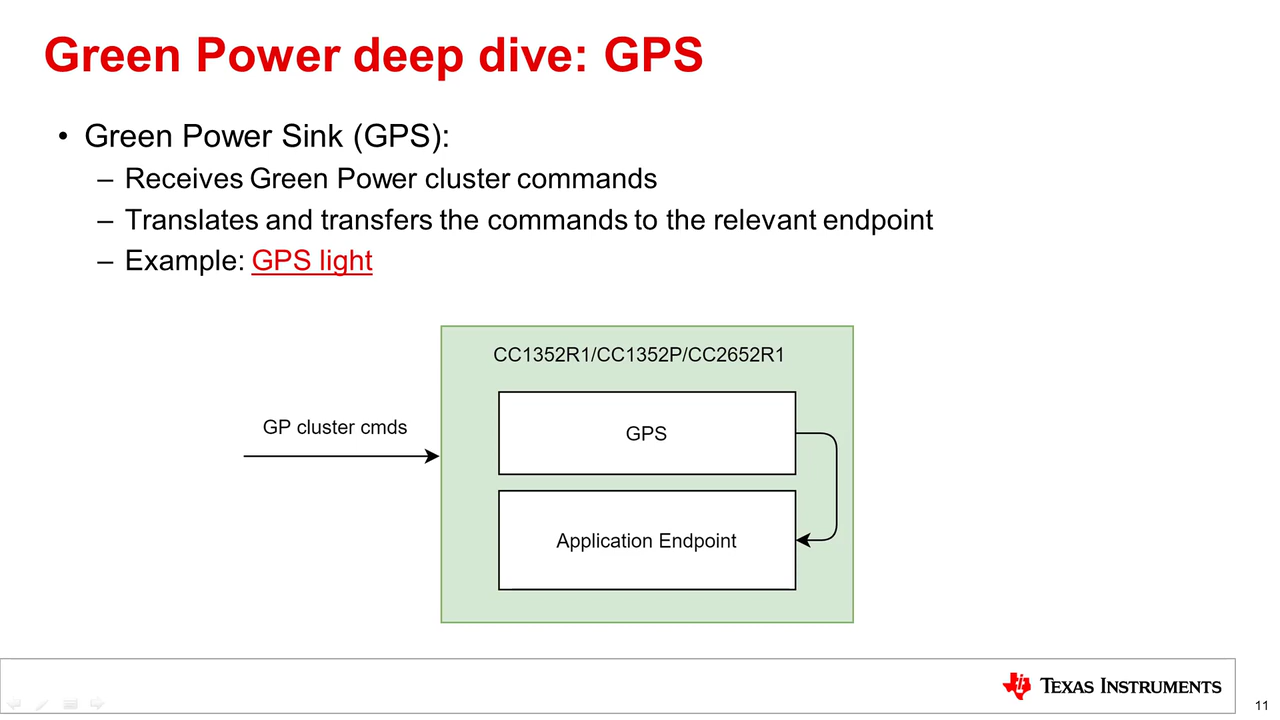 Green Power deep dive: GPS
• Green Power Sink (GPS):
– Receives Green Power cluster commands
– Translates and transfers the commands to the relevant endpoint
– Example: GPS light
CC1352R1/CC1352P/CC2652R1
GP cluster cmds
GPS
Application Endpoint
TEXAS INSTRUMENTS
11